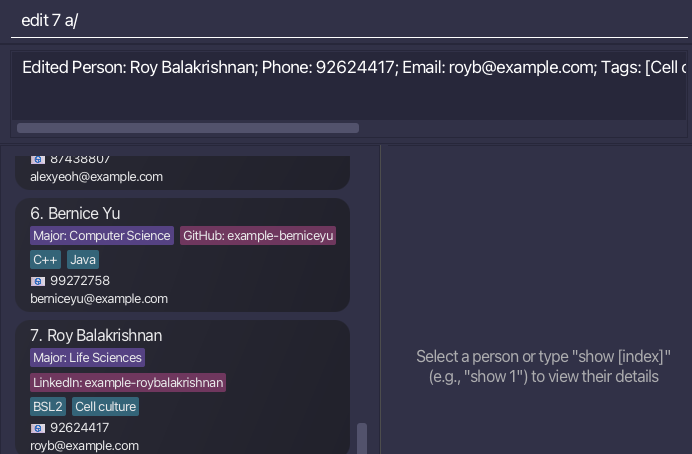 edit 7 a/
Edited Person: Roy Balakrishnan; Phone: 92624417; Email: royb@example.com; Tags: [Cell c
87438807
alexyeoh@example.com
6. Bernice Yu
Major: Computer Science GitHub: example-berniceyu
C++ Java
99272758
berniceyu@example.com
7. Roy Balakrishnan
Major: Life Sciences
LinkedIn: example-roybalakrishnan
BSL2 Cell culture
92624417
royb@example.com
Select a person or type "show [index]"
(e.g., "show 1") to view their details